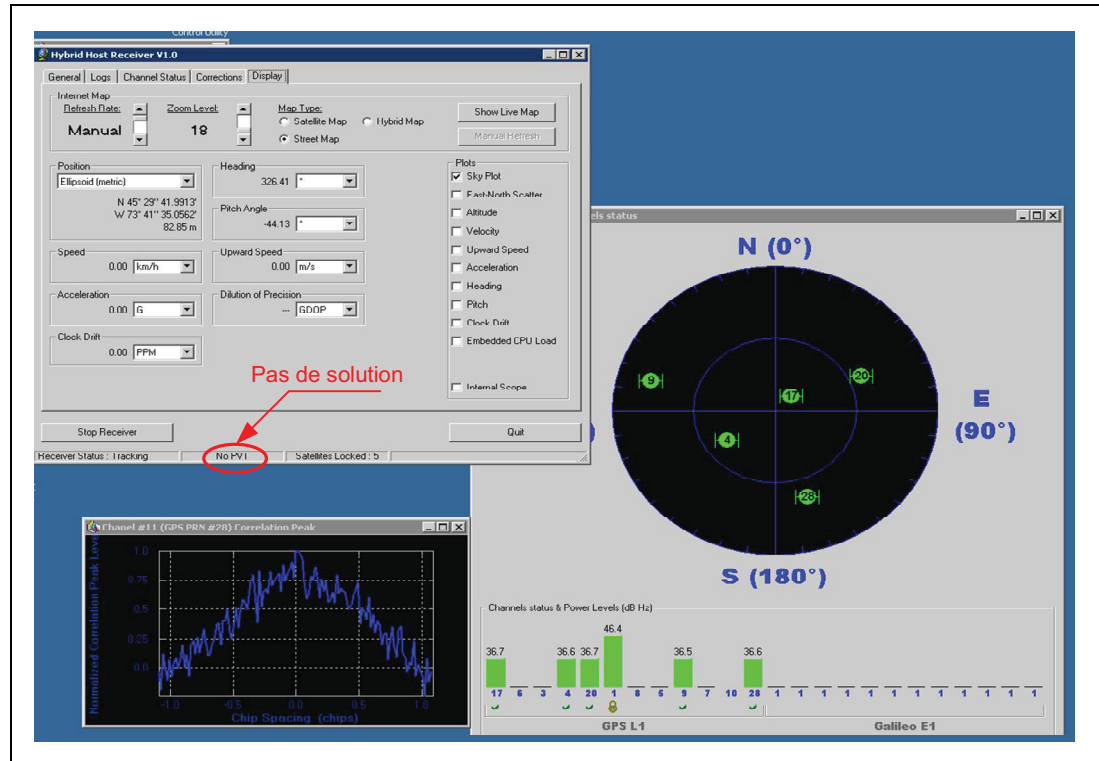 Control Utility
Hybrid Host Receiver V1.0
General Logs Channel Status Corrections Display
Internet Map
Refresh Rate: Zoom Level: Map Type:
Manual 18
Satellite Map Hybrid Map
Street Map
Show Live Map
Manual Refresh
Position
Ellipsoid (metric)
N 45° 29'' 41.9913'
W 73° 41'' 35.0562'
82.85 m
Heading
326.41 °
Pitch Angle
-44.13 °
Speed
0.00 km/h
Upward Speed
0.00 m/s
Acceleration
0.00 G
Dilution of Precision
--- GDOP
Clock Drift
0.00 PPM
Plots
Sky Plot
East-North Scatter
Altitude
Velocity
Upward Speed
Acceleration
Heading
Pitch
Clock Drift
Embedded CPU Load
Internal Scope
Pas de solution
Stop Receiver Quit
Receiver Status : Tracking No PVT Satellites Locked : 5
els status
N (0°)
9 20
17
4
28
E
(90°)
)
S (180°)
Chanel #11 (GPS PRN #28) Correlation Peak
Normalized Correlation Peak Level
1.0
0.75
0.5
0.25
0.0
-1.0 -0.5 0.0 0.5 1.0
Chip Spacing (chips)
Channels status & Power Levels (dB Hz)
36.7 36.6 36.7 46.4 36.5 36.6
17 6 3 4 20 1 8 5 9 7 10 28 1 1 1 1 1 1 1 1 1 1 1 1
GPS L1 Galileo E1